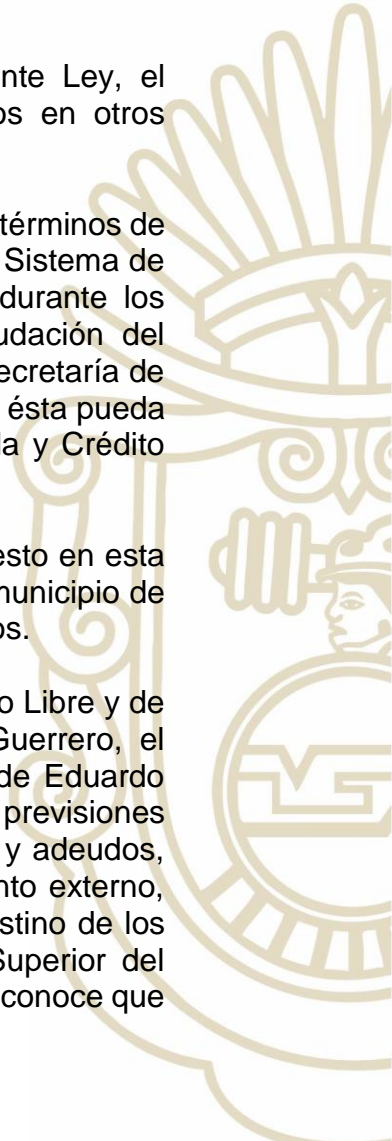 nte Ley, el
os en otros
términos de
Sistema de
durante los
udación del
ecretaría de
ésta pueda
da y Crédito
esto en esta
municipio de
os.
o Libre y de
Guerrero, el
de Eduardo
previsiones
y adeudos,
nto externo,
stino de los
Superior del
conoce que